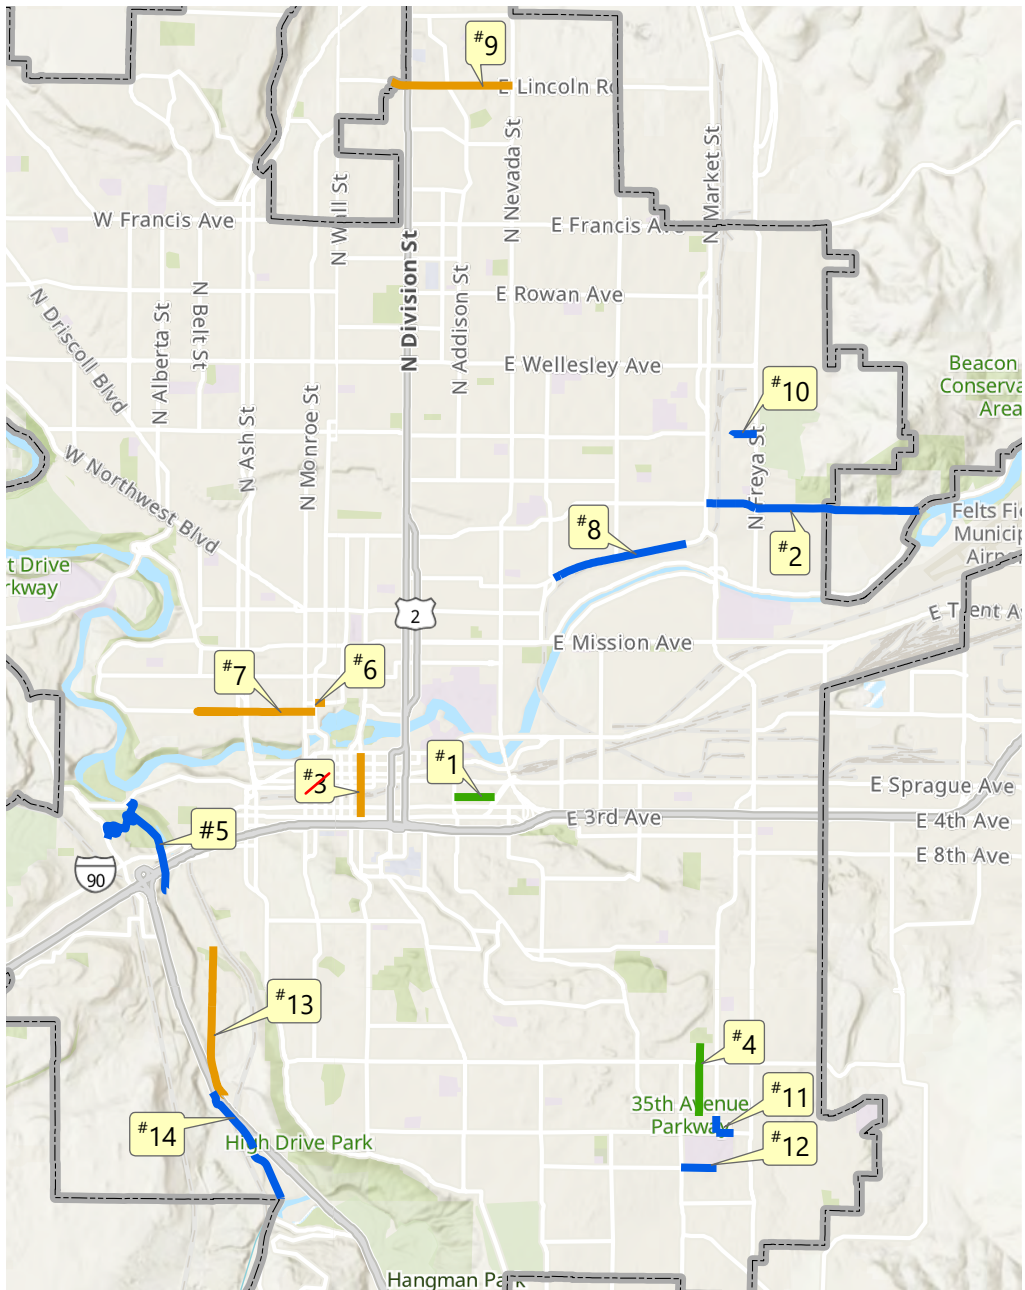 #9
E Lincoln Rd
N Nevada St
N Market St
N Wall St
W Francis Ave
E Francis Ave
N Division St
N Addison St
N Belt St
N Alberta St
N Driscoll Blvd
E Rowan Ave
E Wellesley Ave
Beacon
Conserva
Area
#10
N Monroe St
N Ash St
W Northwest Blvd
N Freya St
#8
#2
Felts Fie
Municip
Airp
t Drive
rkway
2
E Trent Av
E Mission Ave
#7
#6
#3
#1
E Sprague Ave
E 3rd Ave
E 4th Ave
#5
E 8th Ave
90
#13
#4
35th Avenue
Parkway
#11
#14
High Drive Park
#12
Hangman Park